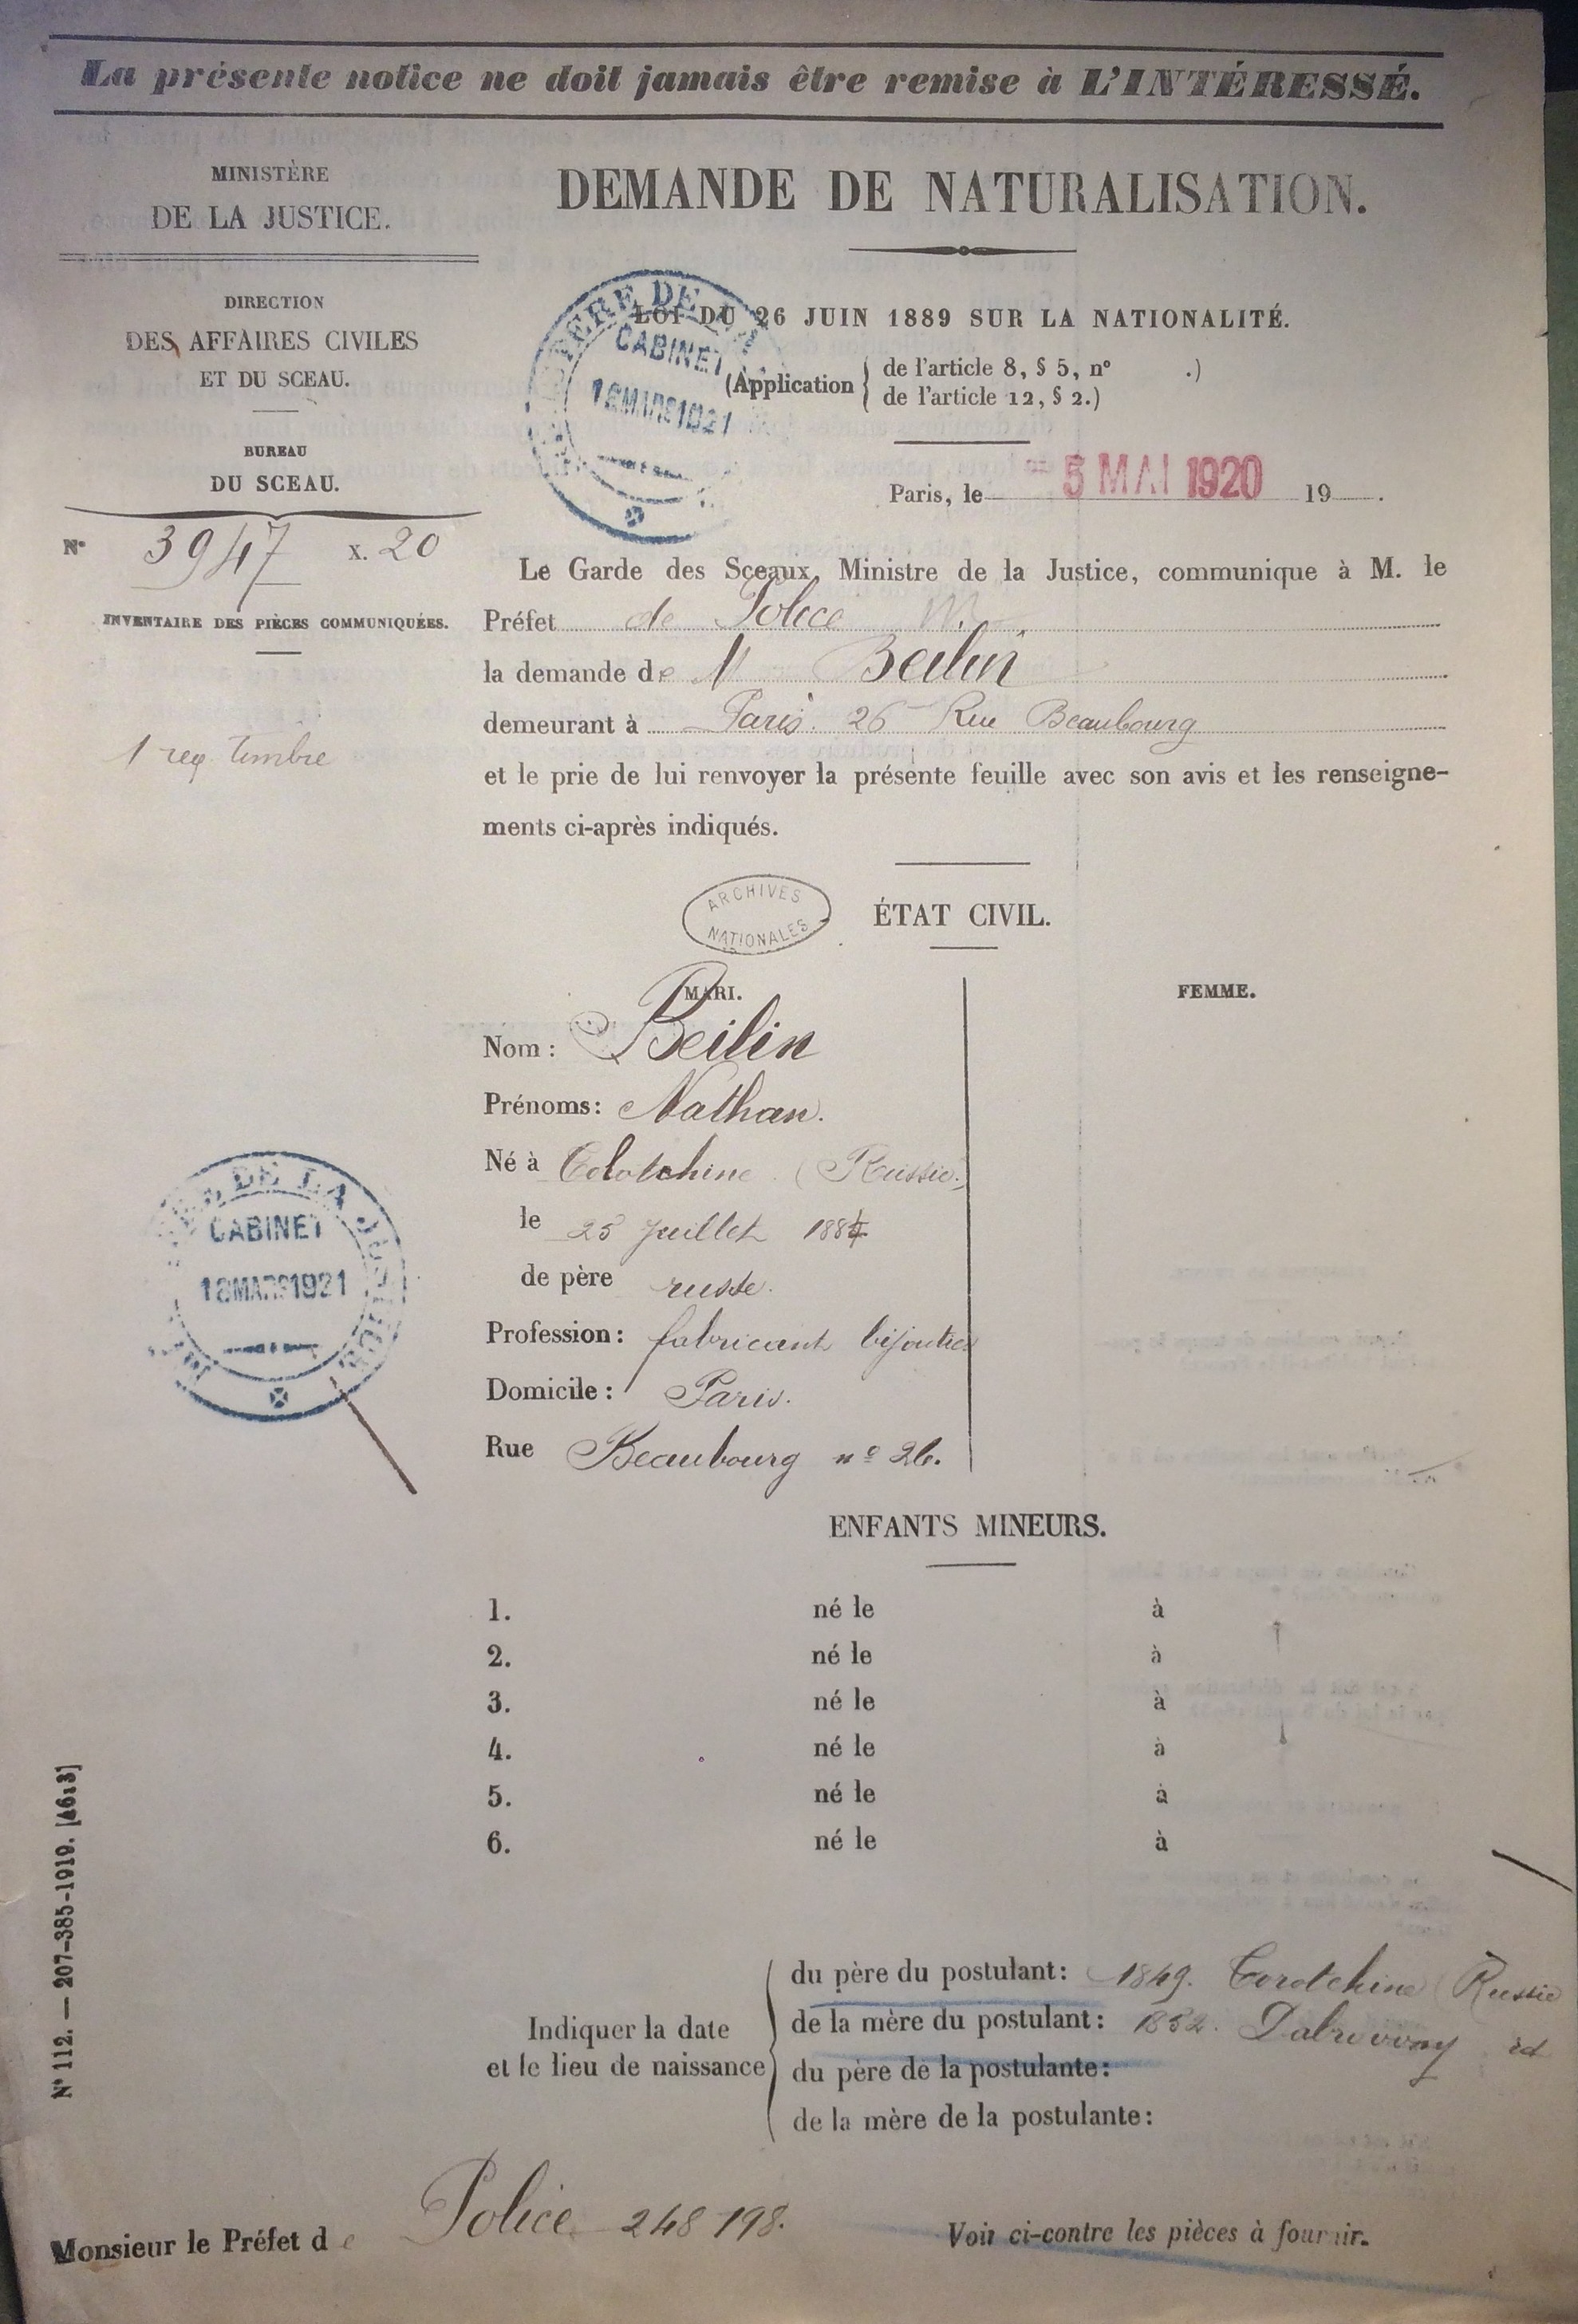 La présente notice ne doit jamais être remise à L'INTÉRESSÉ.
MINISTÈRE
DE LA JUSTICE.
DIRECTION
DES AFFAIRES CIVILES
ET DU SCEAU.
BUREAU
DU SCEAU.
N° 3947 x. 20
INVENTAIRE DES PIÈCES COMMUNIQUÉES.
1 req. timbre
DEMANDE DE NATURALISATION.
LOI DU 26 JUIN 1889 SUR LA NATIONALITÉ.
(Application { de l'article 8, § 5, n° .)
de l'article 12, § 2.)
CABINET
18 MARS 1921
Paris, le 5 MAI 1920 19 .
Le Garde des Sceaux, Ministre de la Justice, communique à M. le
Préfet de Police
la demande de M Beilin
demeurant à Paris. 26 Rue Beaubourg
et le prie de lui renvoyer la présente feuille avec son avis et les renseigne-
ments ci-après indiqués.
ARCHIVES
NATIONALES
ÉTAT CIVIL.
MARI.
FEMME.
Nom : Beilin
Prénoms : Nathan.
Né à (Russie.)
le 25 Juillet 1884
de père russe.
Profession : fabricant bijoutier
Domicile : Paris.
Rue Beaubourg n° 26.
DE LA
CABINET
18 MARS 1921
ENFANTS MINEURS.
1. né le à
2. né le à
3. né le à
4. né le à
5. né le à
6. né le à
Indiquer la date
et le lieu de naissance
du père du postulant : 1849. Corotchine (Russie
de la mère du postulant : 1852. id
du père de la postulante :
de la mère de la postulante :
N° 112. — 207-385-1919. [4613]
Monsieur le Préfet de Police 248 198.
Voir ci-contre les pièces à fournir.